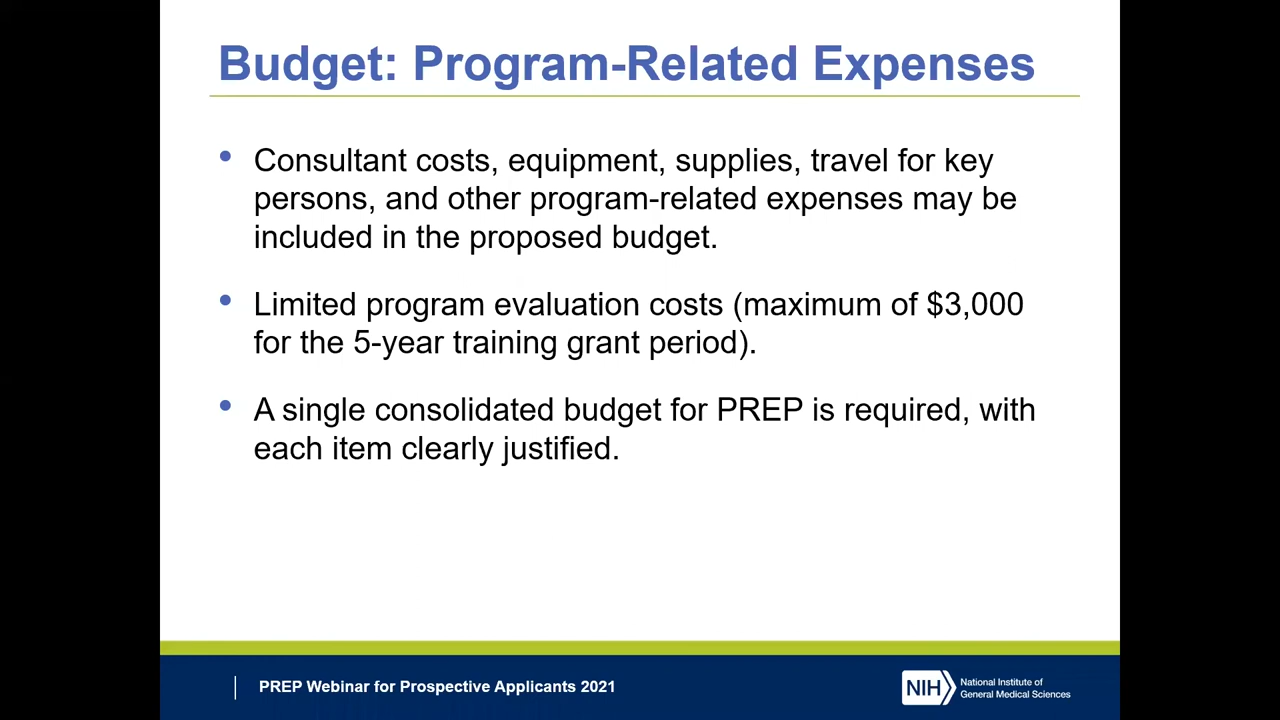 Budget: Program-Related Expenses
• Consultant costs, equipment, supplies, travel for key
persons, and other program-related expenses may be
included in the proposed budget.
• Limited program evaluation costs (maximum of $3,000
for the 5-year training grant period).
• A single consolidated budget for PREP is required, with
each item clearly justified.
PREP Webinar for Prospective Applicants 2021
NIH
National Institute of
General Medical Sciences